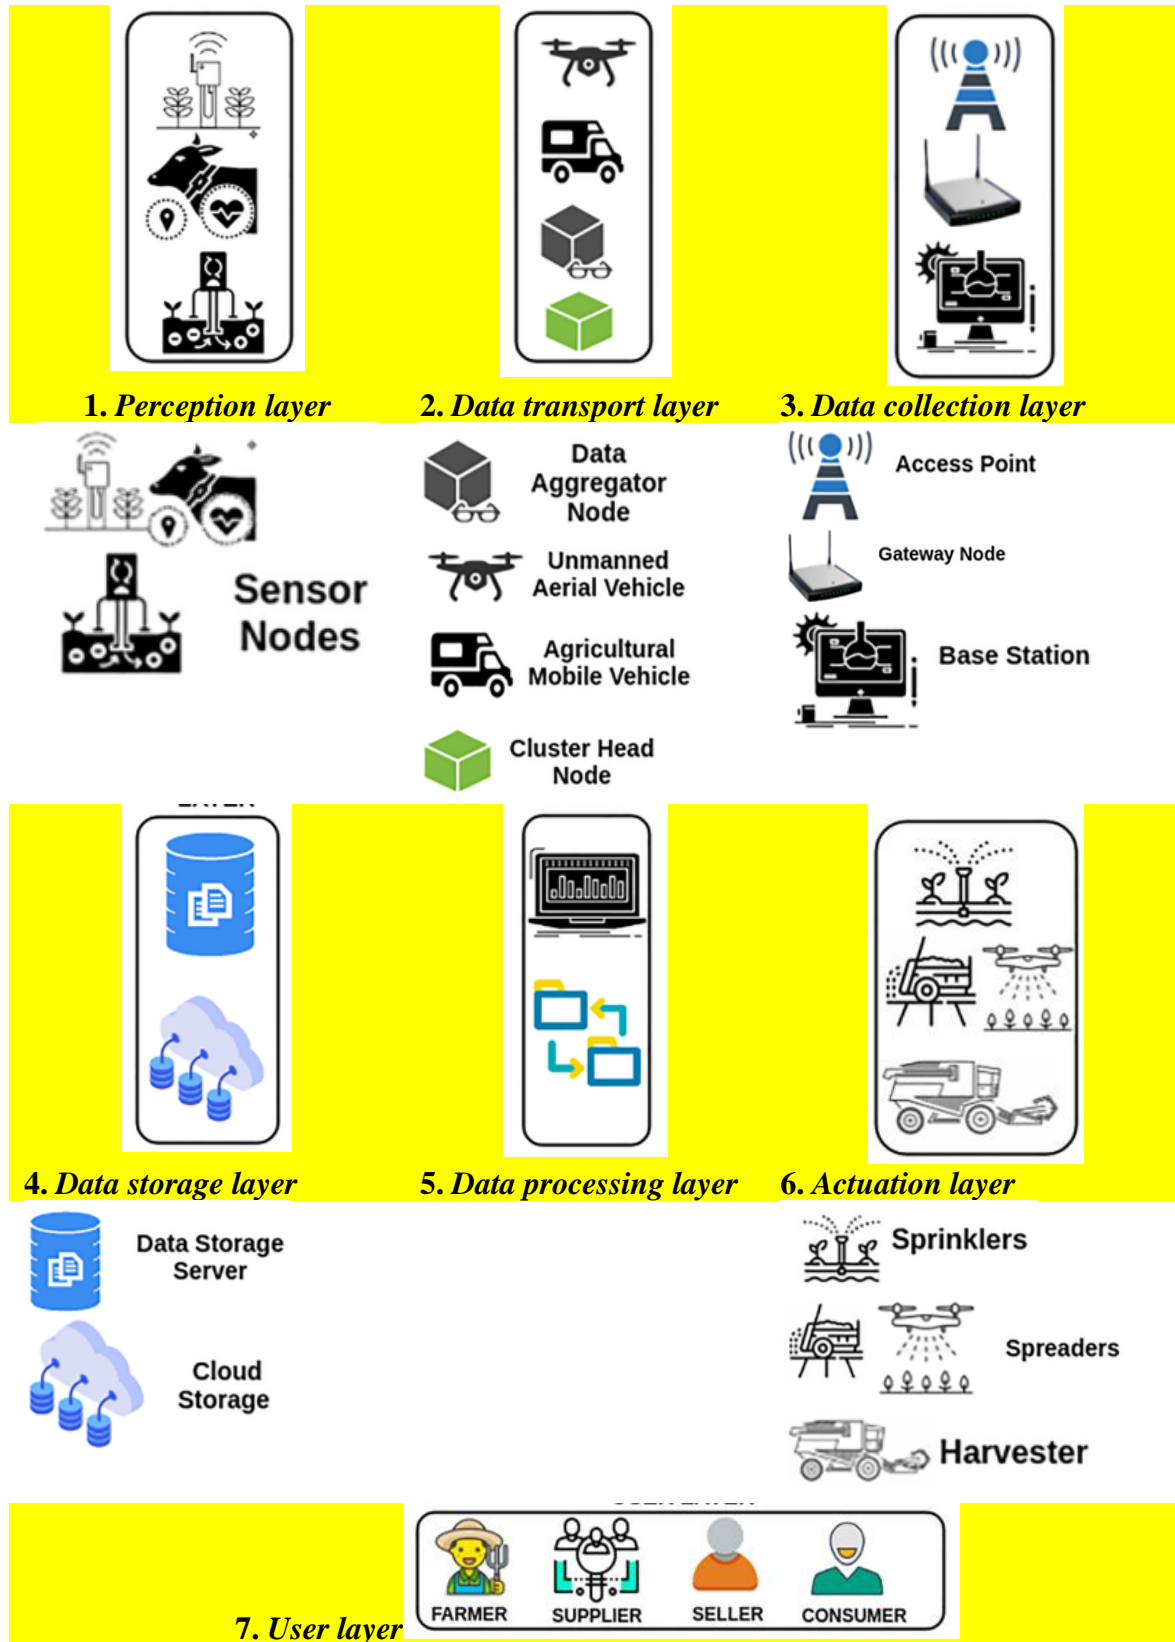 1. Perception layer
2. Data transport layer
3. Data collection layer
Sensor
Nodes
Data
Aggregator
Node
Unmanned
Aerial Vehicle
Agricultural
Mobile Vehicle
Cluster Head
Node
Access Point
Gateway Node
Base Station
4. Data storage layer
5. Data processing layer
6. Actuation layer
Data Storage
Server
Cloud
Storage
Sprinklers
Spreaders
Harvester
FARMER
SUPPLIER
SELLER
CONSUMER
7. User layer